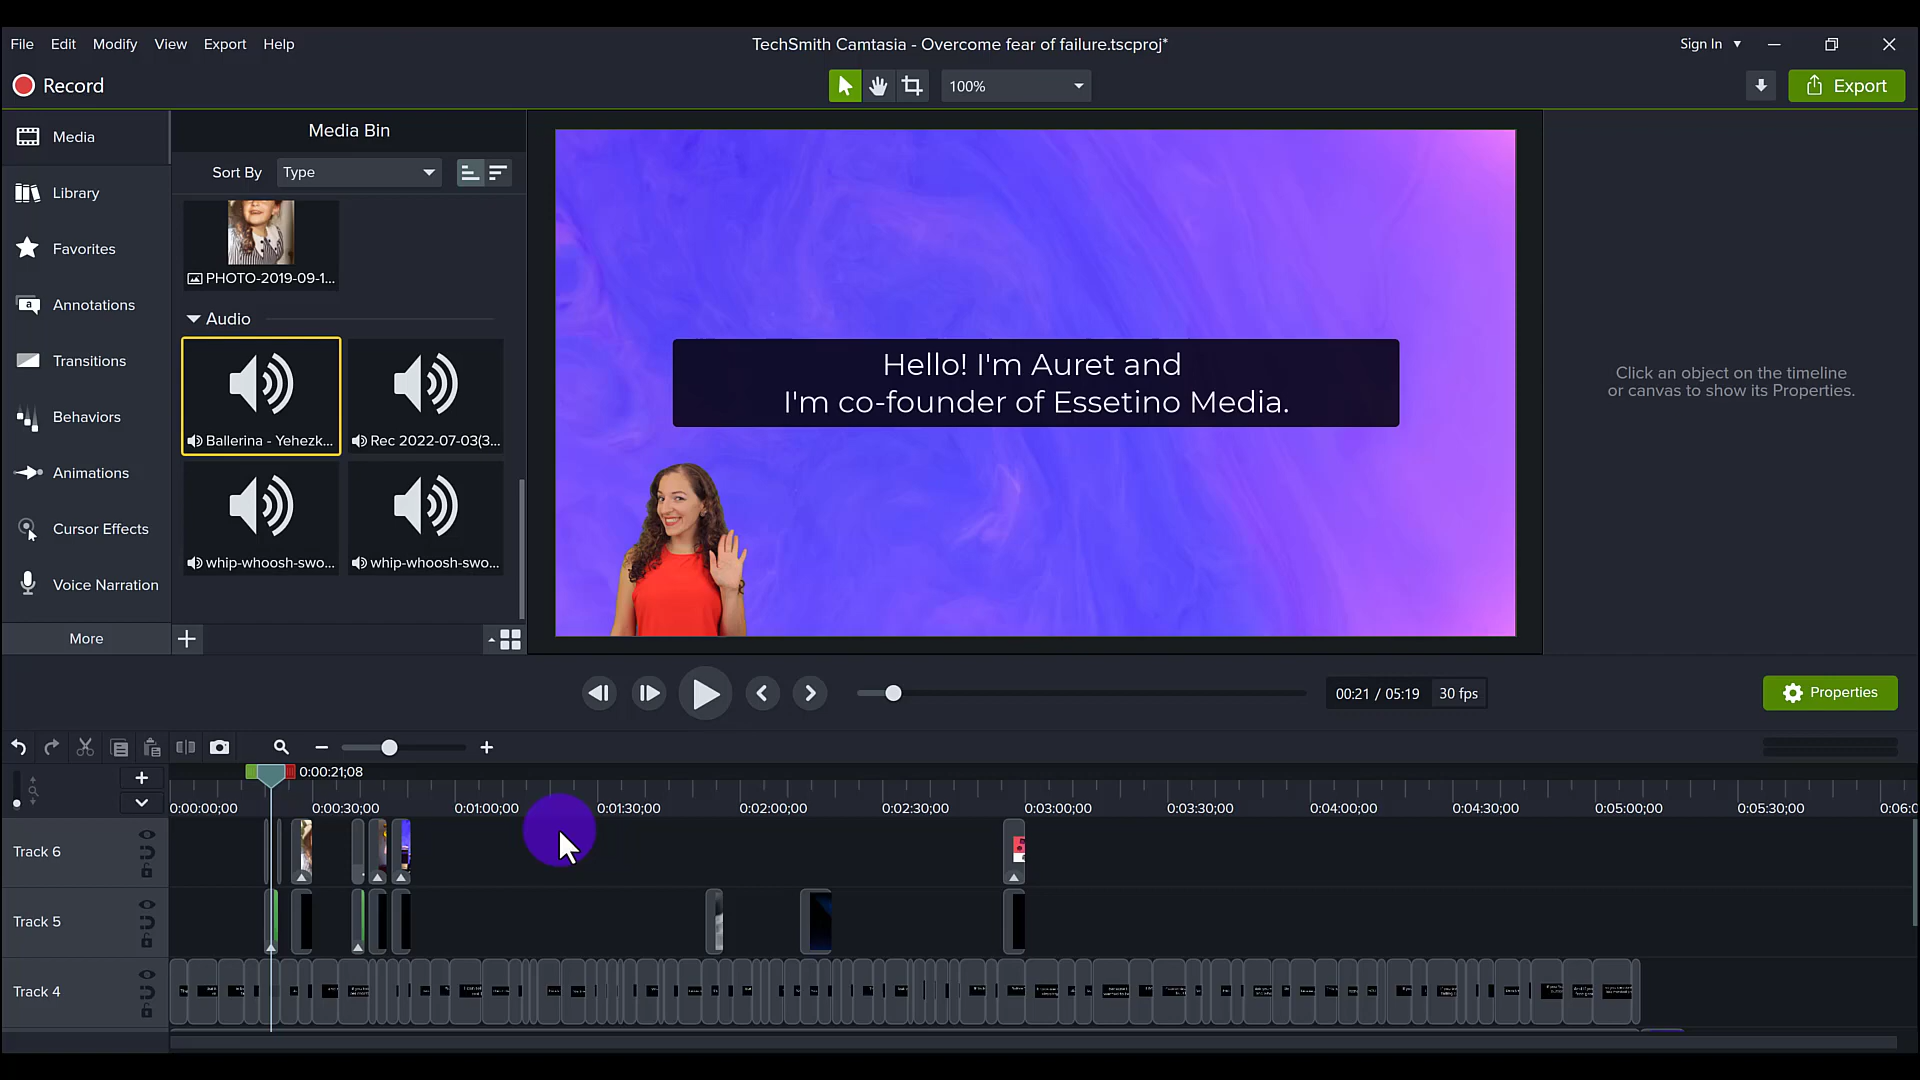 File Edit Modify View Export Help
TechSmith Camtasia - Overcome fear of failure.tscproj*
Sign In
Record
100%
Export
Media
Library
Favorites
Annotations
Transitions
Behaviors
Animations
Cursor Effects
Voice Narration
More
Media Bin
Sort By Type
PHOTO-2019-09-1...
Audio
Ballerina - Yehezk...
Rec 2022-07-03(3...
whip-whoosh-swo...
whip-whoosh-swo...
Hello! I'm Auret and
I'm co-founder of Essetino Media.
Click an object on the timeline
or canvas to show its Properties.
00:21 / 05:19 30 fps
Properties
0:00:21;08
0:00:00;00 0:00:30;00 0:01:00;00 0:01:30;00 0:02:00;00 0:02:30;00 0:03:00;00 0:03:30;00 0:04:00;00 0:04:30;00 0:05:00;00 0:05:30;00 0:06:0
Track 6
Track 5
Track 4